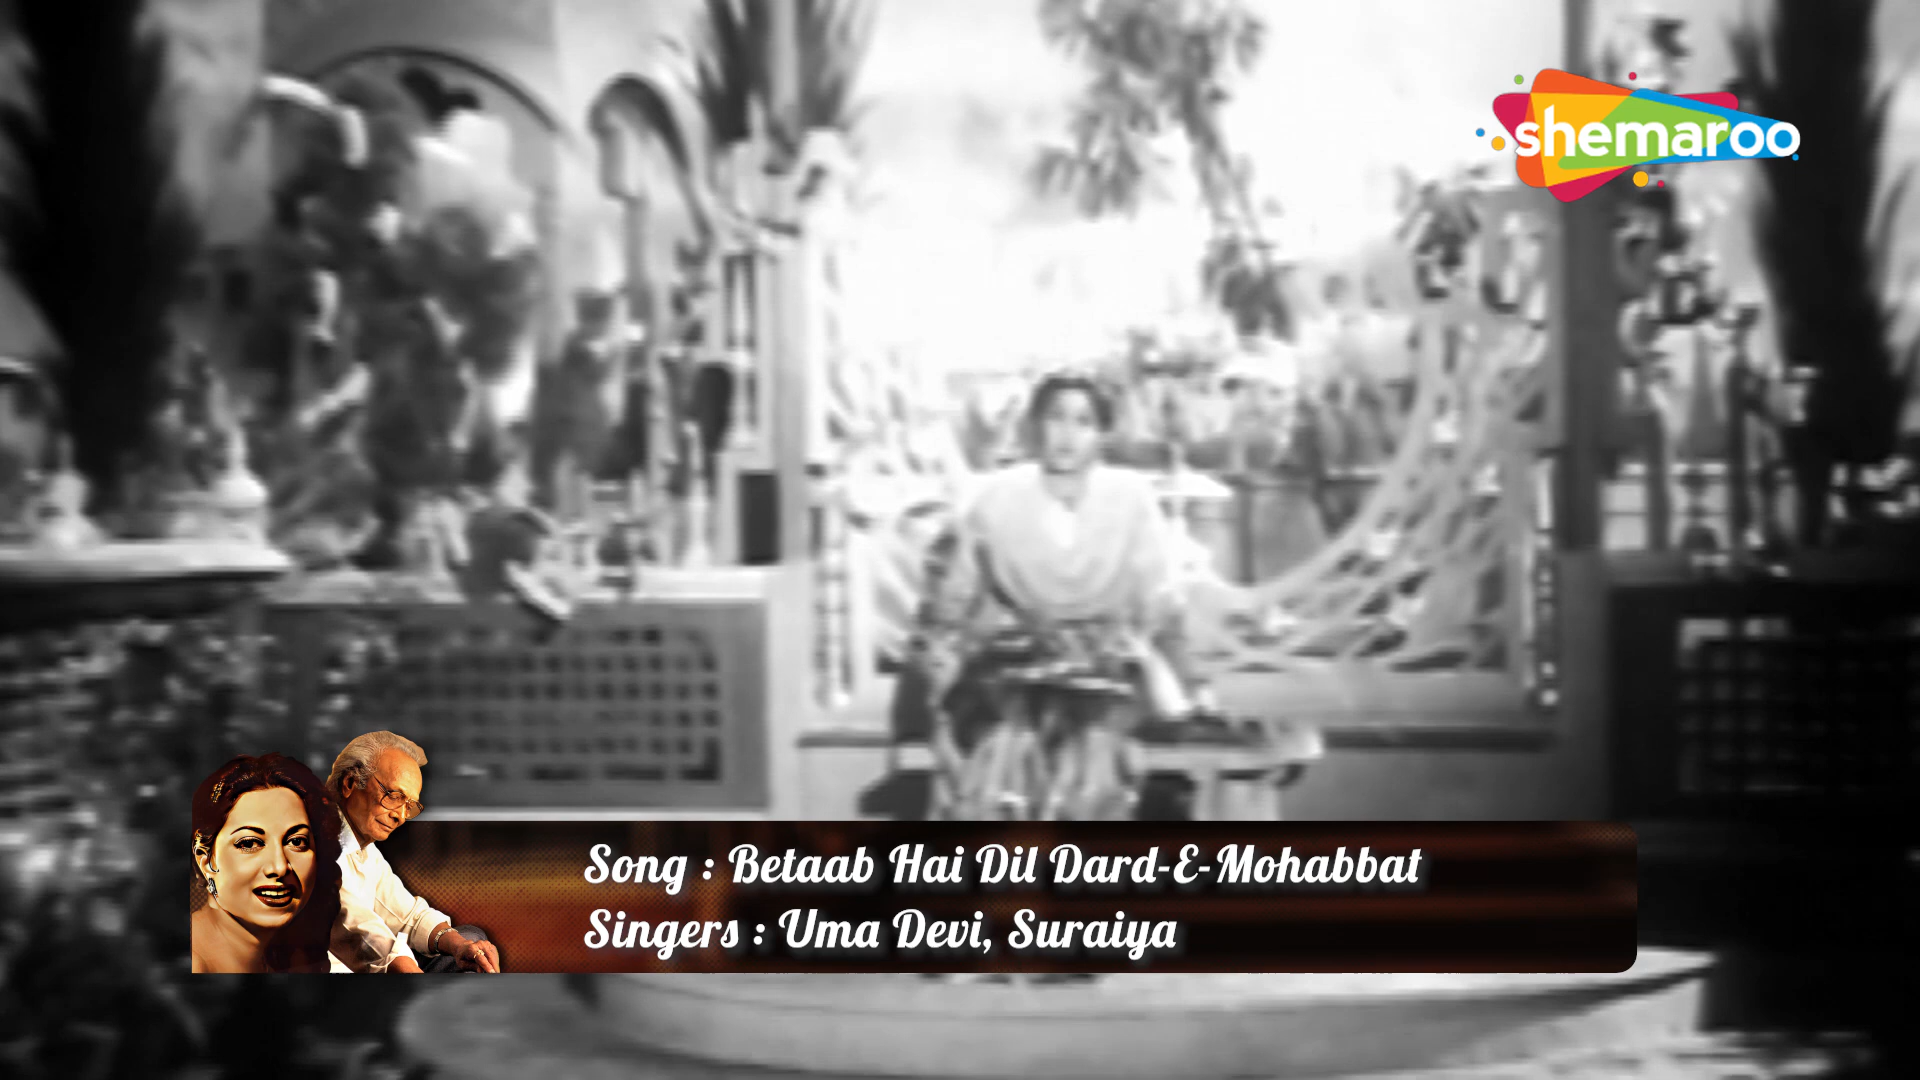 shemaroo
Song : Betaab Hai Dil Dard-E-Mohabbat
Singers : Uma Devi, Suraiya